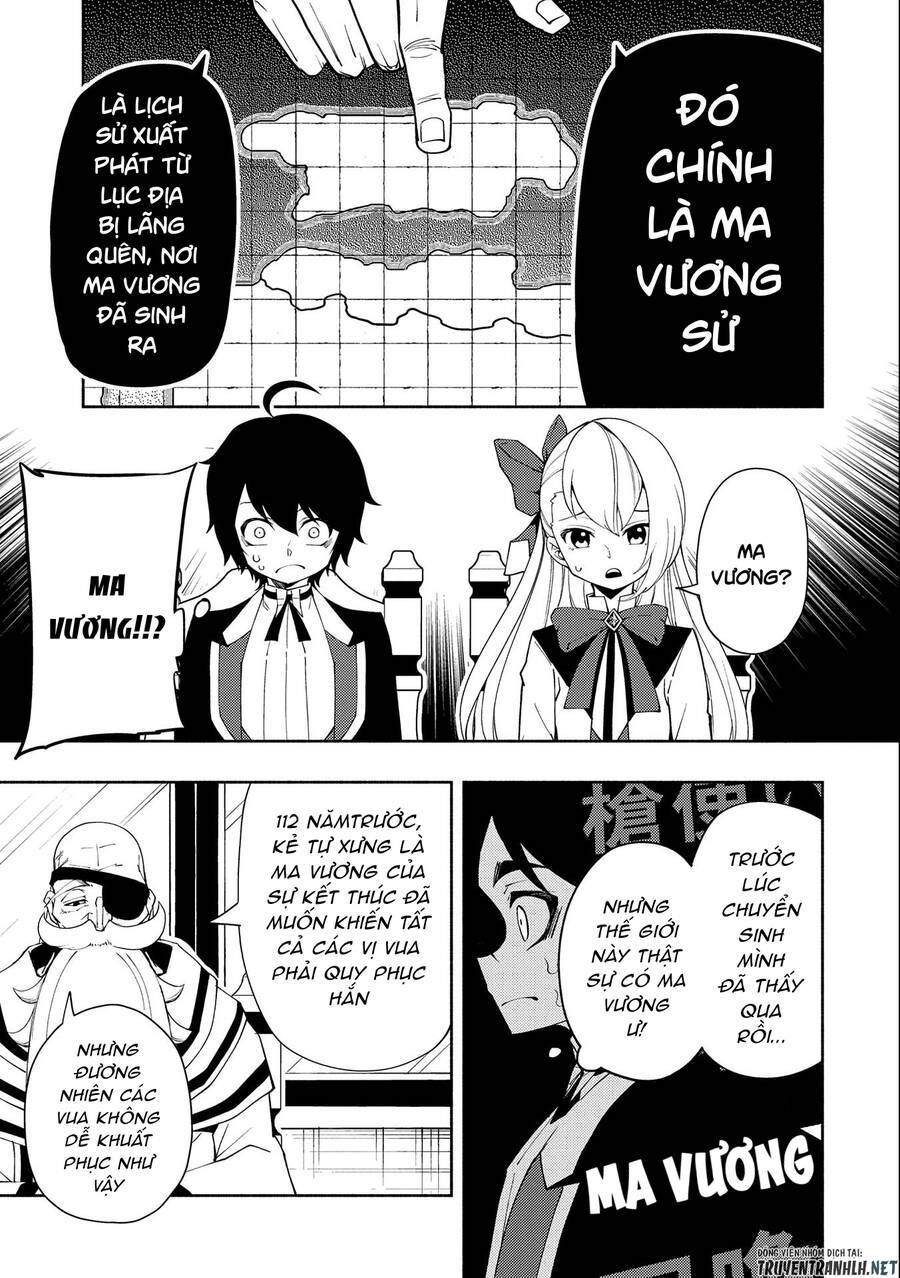 ĐÓ
CHÍNH
LÀ MA
VƯƠNG
SỬ
LÀ LỊCH
SỬ XUẤT
PHÁT TỪ
LỤC ĐỊA
BỊ LÃNG
QUÊN, NƠI
MA VƯƠNG
ĐÃ SINH
RA
MA
VƯƠNG?
MA
VƯƠNG!!?
槍使い
TRƯỚC
LÚC
CHUYỂN
SINH MÌNH
ĐÃ THẤY
QUA
RỒI...
NHƯNG
THẾ GIỚI
NÀY THẬT
SỰ CÓ MA
VƯƠNG
Ư!
MA VƯƠNG
112 NĂMTRƯỚC,
KẺ TỰ XƯNG LÀ
MA VƯƠNG CỦA
SỰ KẾT THÚC ĐÃ
MUỐN KHIẾN TẤT
CẢ CÁC VỊ VUA
PHẢI QUY PHỤC
HẮN
NHƯNG
ĐƯƠNG
NHIÊN CÁC
VUA KHÔNG
DỄ KHUẤT
PHỤC NHƯ
VẬY
ĐỘNG VIÊN NHÓM DỊCH TẠI:
TRUYENTRANHLH.NET